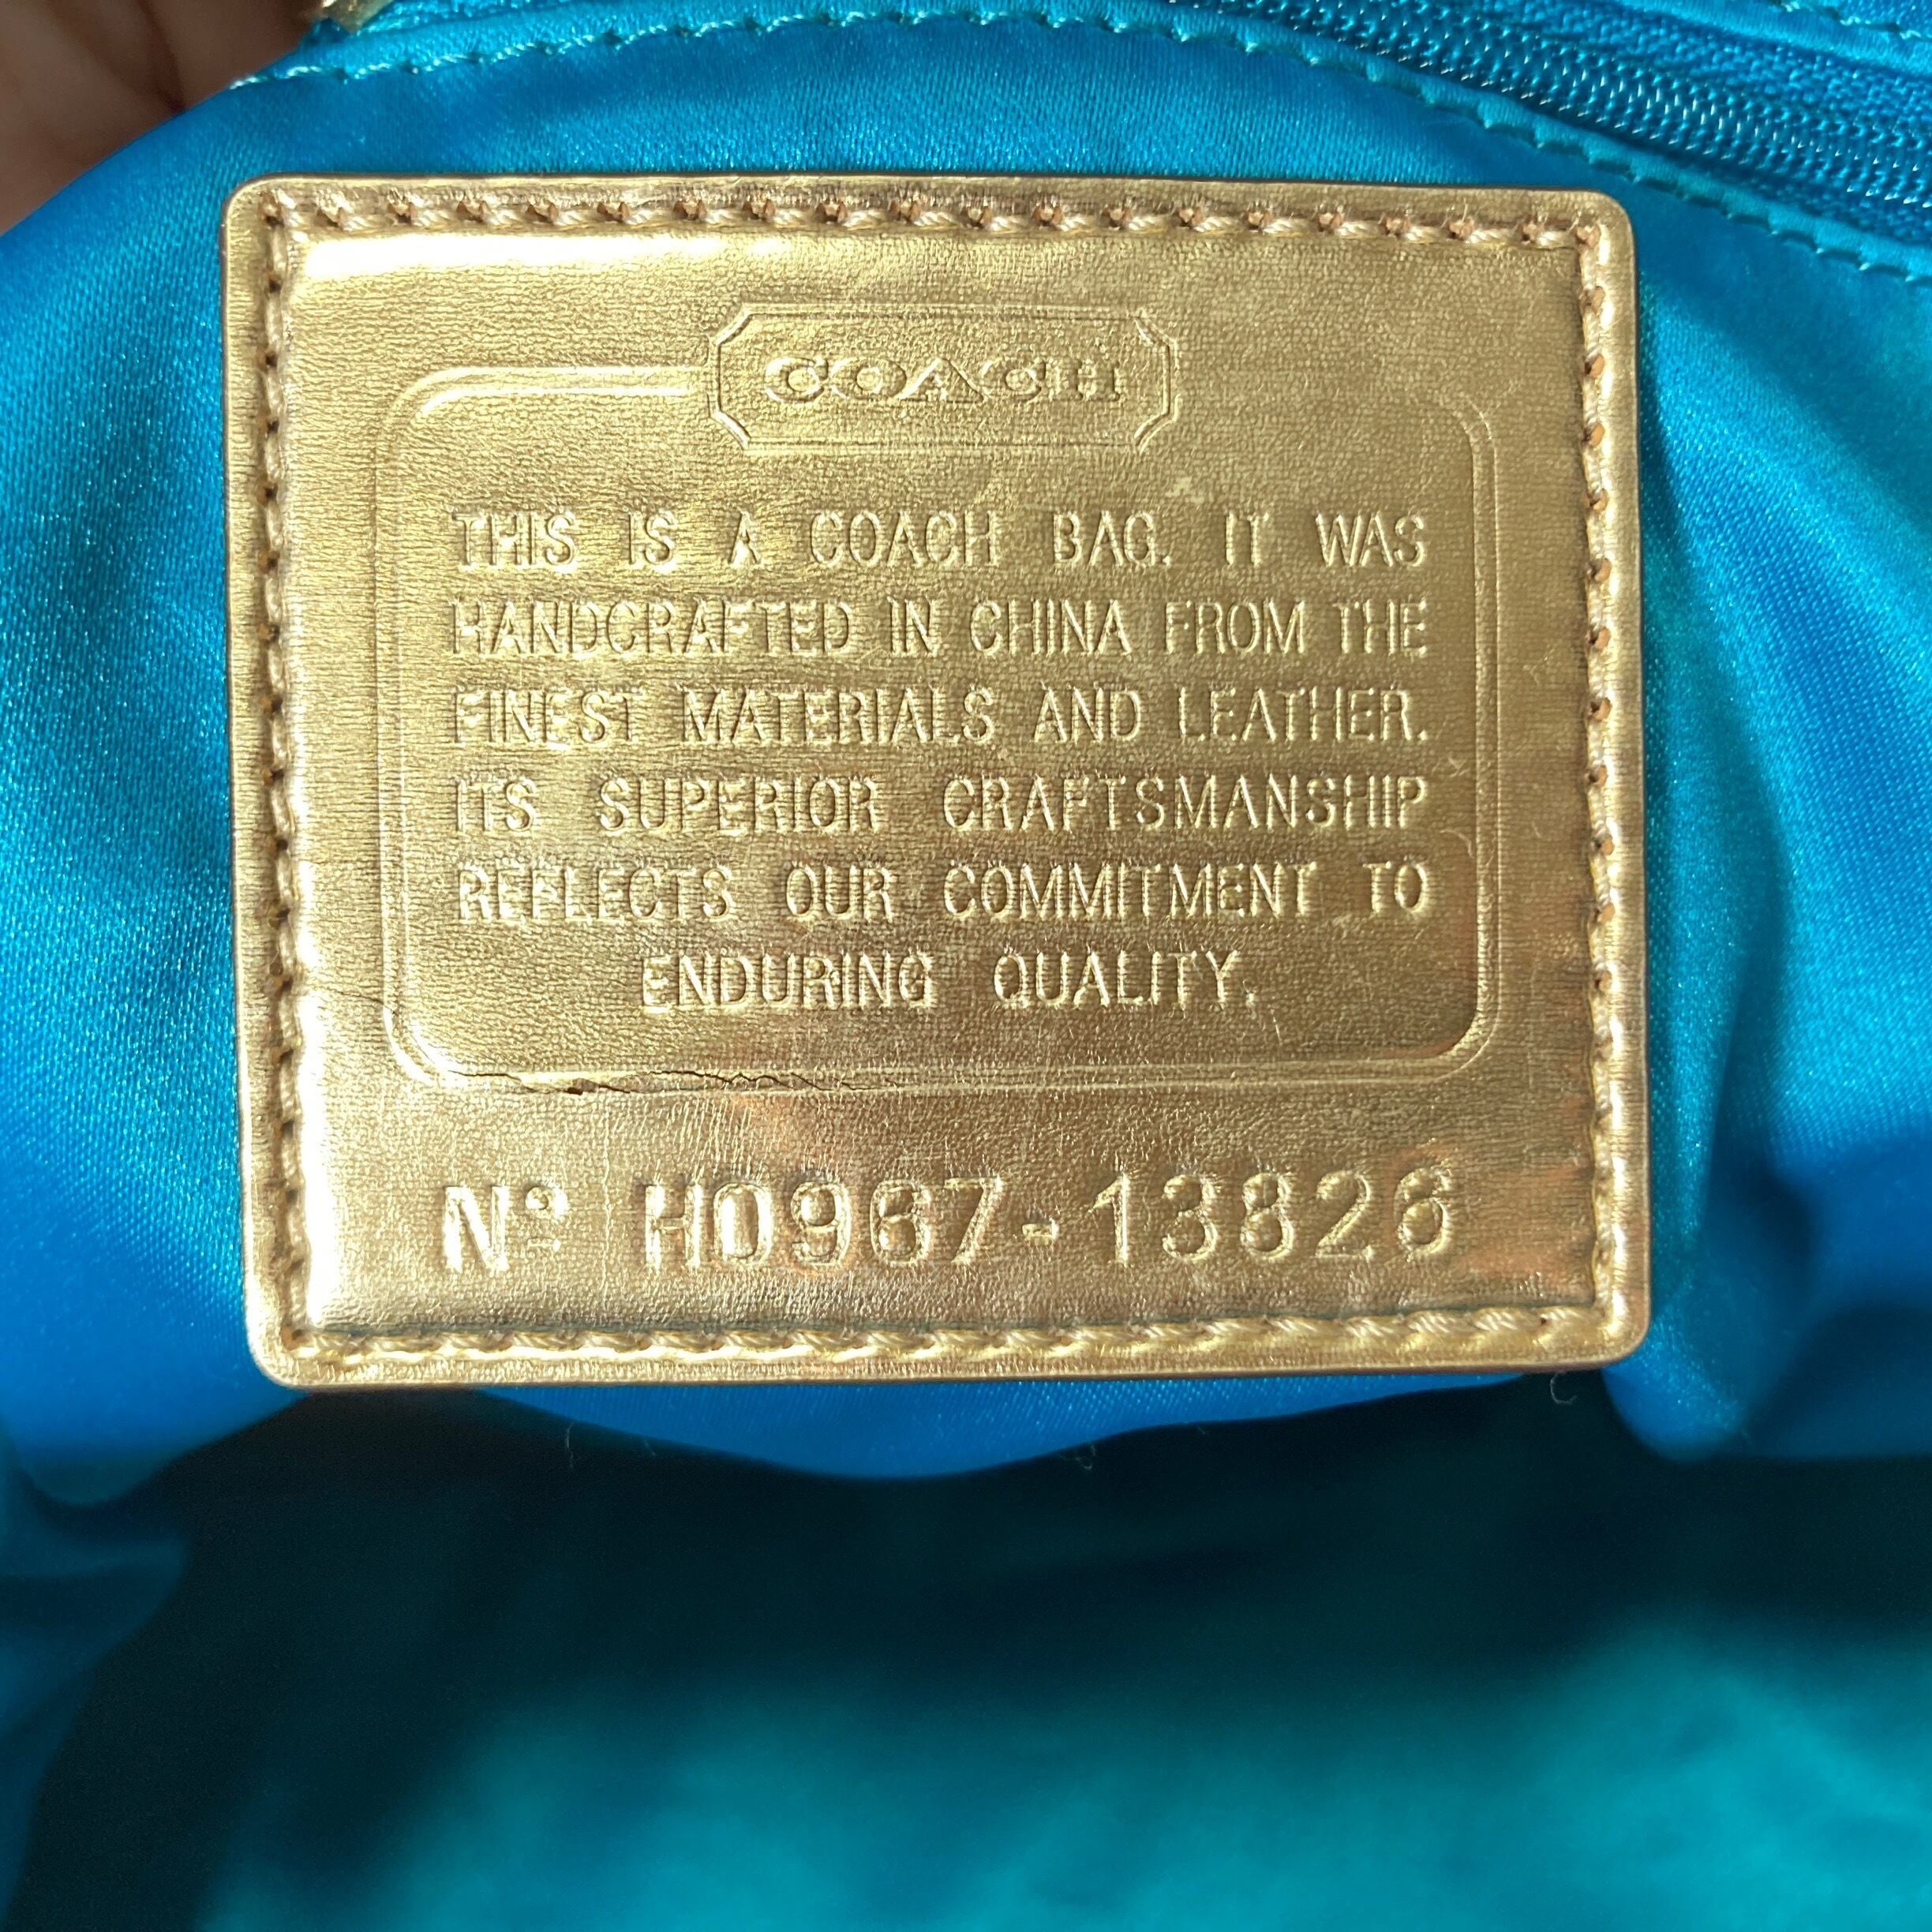 COACH
THIS IS A COACH BAG. IT WAS
HANDCRAFTED IN CHINA FROM THE
FINEST MATERIALS AND LEATHER.
ITS SUPERIOR CRAFTSMANSHIP
REFLECTS OUR COMMITMENT TO
ENDURING QUALITY.
Nº H0967-13826